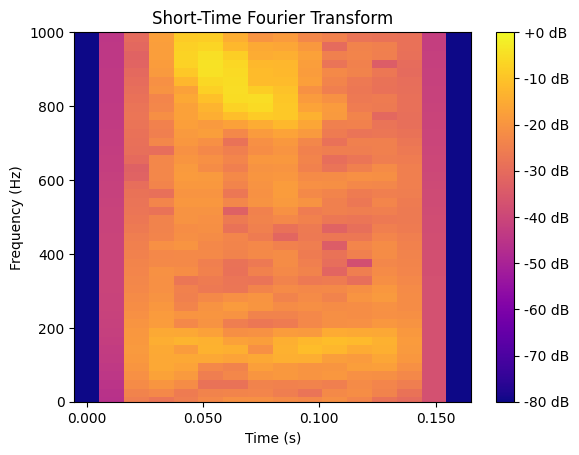 Short-Time Fourier Transform
1000
800
600
400
200
0
Frequency (Hz)
0.000
0.050
0.100
0.150
Time (s)
+0 dB
-10 dB
-20 dB
-30 dB
-40 dB
-50 dB
-60 dB
-70 dB
-80 dB